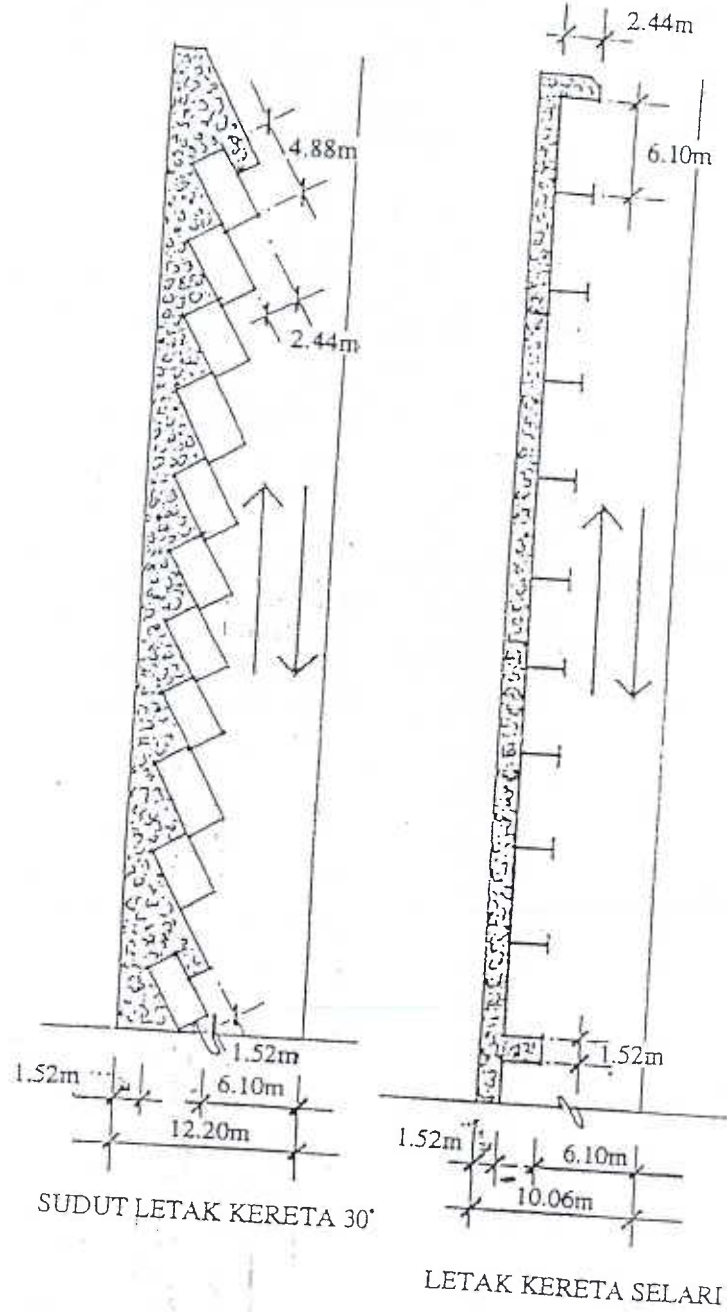 2.44m
4.88m
6.10m
2.44m
1.52m
1.52m
1.52m
6.10m
12.20m
1.52m
6.10m
10.06m
SUDUT LETAK KERETA 30°
LETAK KERETA SELARI